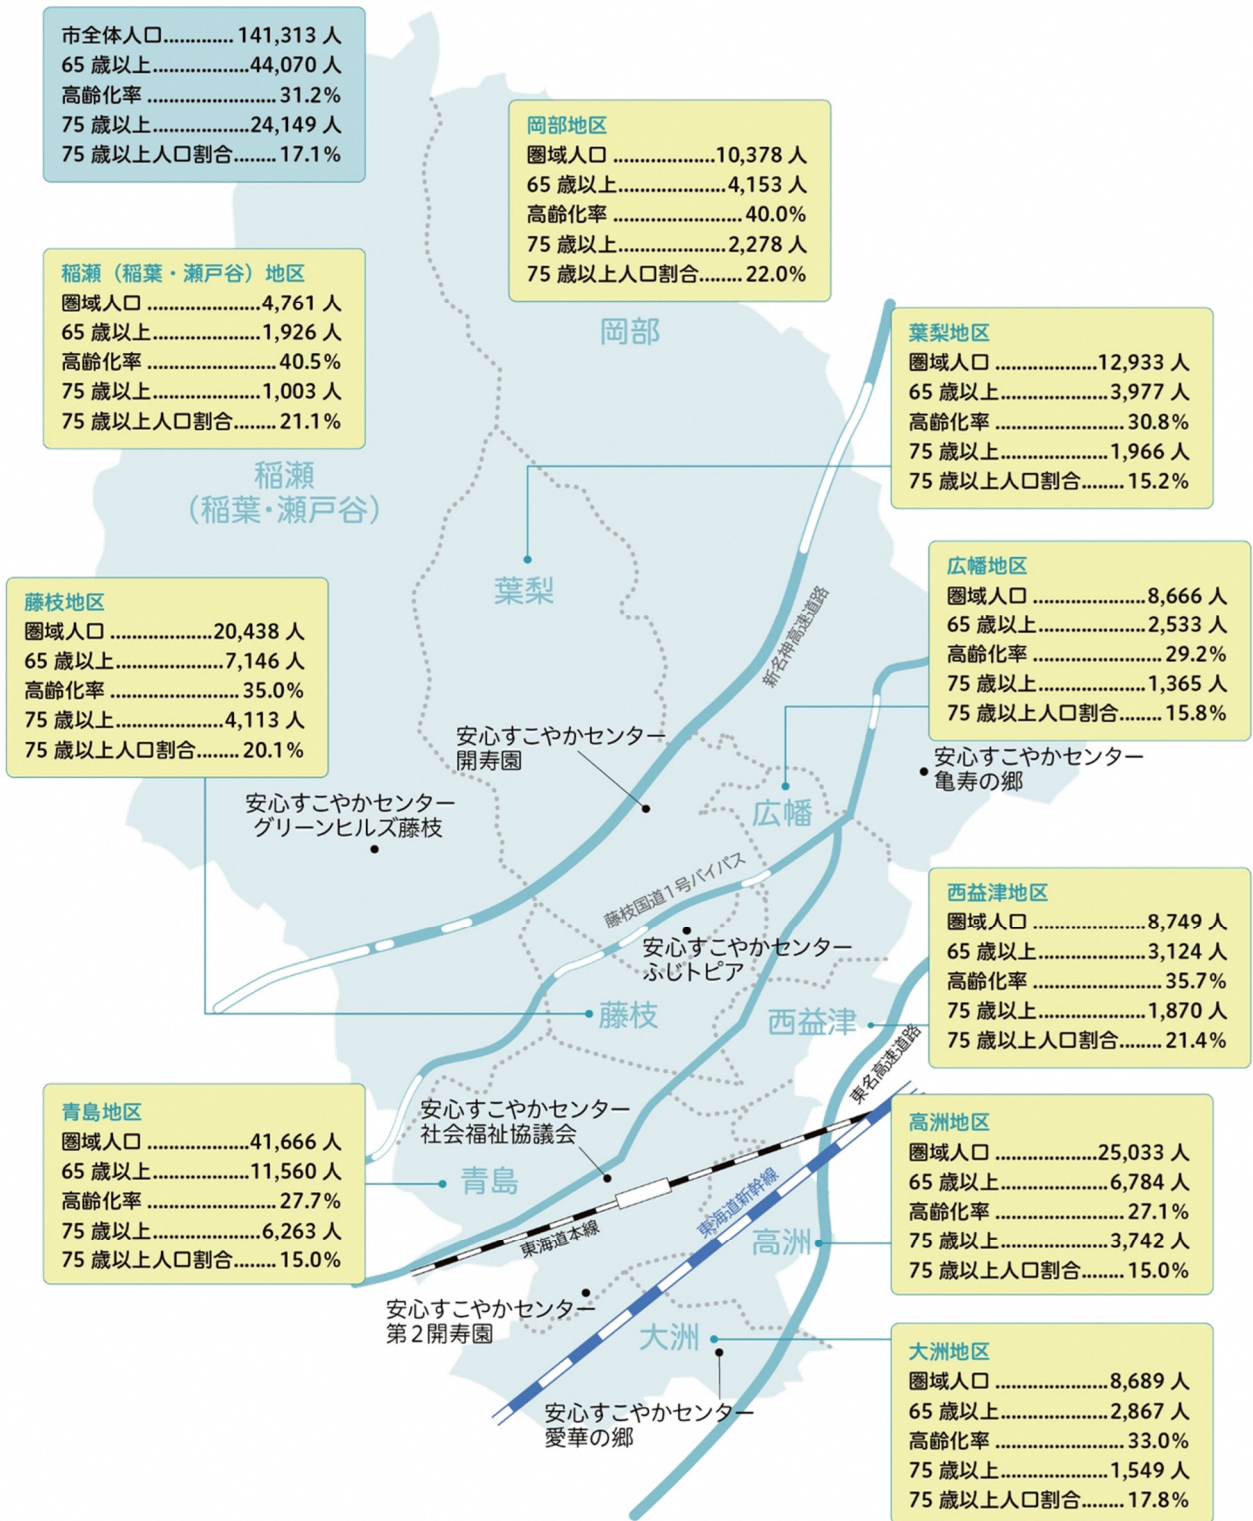 市全体人口............. 141,313 人
65 歳以上..................44,070 人
高齢化率 ........................ 31.2%
75 歳以上..................24,149 人
75 歳以上人口割合........ 17.1%
岡部地区
圏域人口 ...................10,378 人
65 歳以上....................4,153 人
高齢化率 ........................ 40.0%
75 歳以上....................2,278 人
75 歳以上人口割合........ 22.0%
稲瀬（稲葉・瀬戸谷）地区
圏域人口 .....................4,761 人
65 歳以上....................1,926 人
高齢化率 ........................ 40.5%
75 歳以上....................1,003 人
75 歳以上人口割合........ 21.1%
岡部
葉梨地区
圏域人口 ...................12,933 人
65 歳以上....................3,977 人
高齢化率 ........................ 30.8%
75 歳以上....................1,966 人
75 歳以上人口割合........ 15.2%
稲瀬
（稲葉・瀬戸谷）
葉梨
新名神高速道路
広幡地区
圏域人口 .....................8,666 人
65 歳以上....................2,533 人
高齢化率 ........................ 29.2%
75 歳以上....................1,365 人
75 歳以上人口割合........ 15.8%
藤枝地区
圏域人口 ...................20,438 人
65 歳以上....................7,146 人
高齢化率 ........................ 35.0%
75 歳以上....................4,113 人
75 歳以上人口割合........ 20.1%
安心すこやかセンター
開寿園
安心すこやかセンター
亀寿の郷
安心すこやかセンター
グリーンヒルズ藤枝
広幡
藤枝国道1号バイパス
安心すこやかセンター
ふじトピア
西益津地区
圏域人口 .....................8,749 人
65 歳以上....................3,124 人
高齢化率 ........................ 35.7%
75 歳以上....................1,870 人
75 歳以上人口割合........ 21.4%
藤枝
西益津
東名高速道路
青島地区
圏域人口 ...................41,666 人
65 歳以上..................11,560 人
高齢化率 ........................ 27.7%
75 歳以上....................6,263 人
75 歳以上人口割合........ 15.0%
安心すこやかセンター
社会福祉協議会
青島
東海道本線
東海道新幹線
高洲
高洲地区
圏域人口 ...................25,033 人
65 歳以上....................6,784 人
高齢化率 ........................ 27.1%
75 歳以上....................3,742 人
75 歳以上人口割合........ 15.0%
安心すこやかセンター
第2開寿園
大洲
安心すこやかセンター
愛華の郷
大洲地区
圏域人口 .....................8,689 人
65 歳以上....................2,867 人
高齢化率 ........................ 33.0%
75 歳以上....................1,549 人
75 歳以上人口割合........ 17.8%